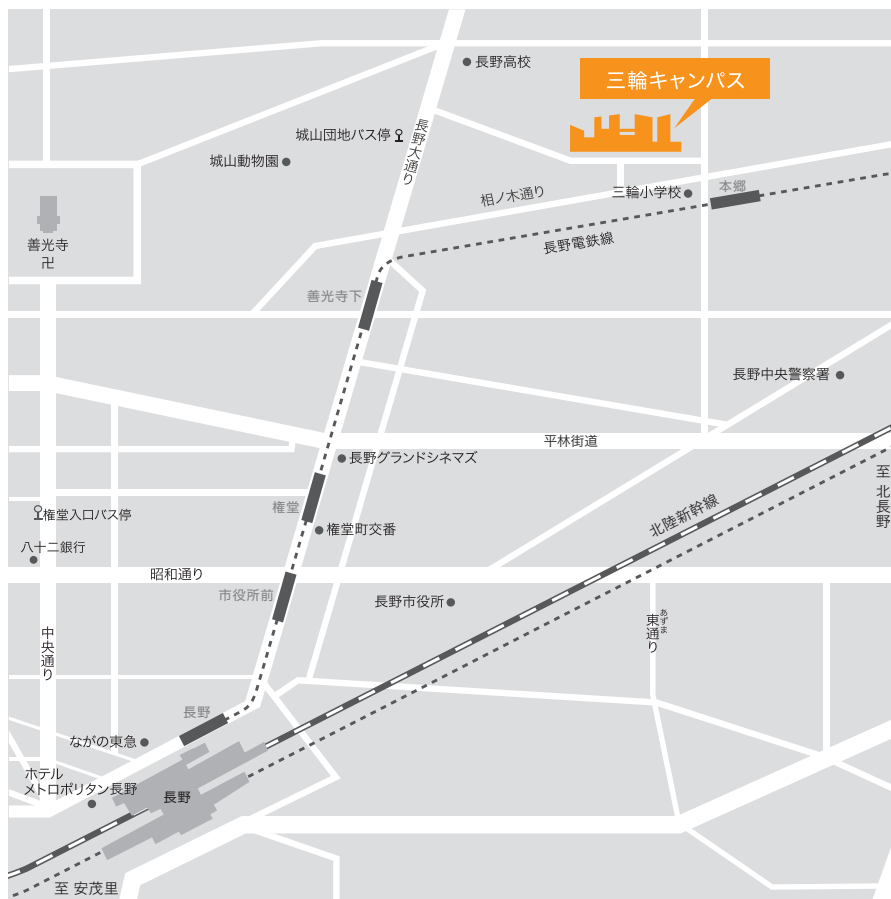 長野高校
三輪キャンパス
城山団地バス停
長野大通り
城山動物園
相ノ木通り
三輪小学校
本郷
善光寺
卍
長野電鉄線
善光寺下
長野中央警察署
平林街道
長野グランドシネマズ
至 北長野
権堂
北陸新幹線
権堂入口バス停
権堂町交番
八十二銀行
昭和通り
市役所前
長野市役所
中央通り
東通り
あずま
長野
ながの東急
ホテル
メトロポリタン長野
長野
至 安茂里